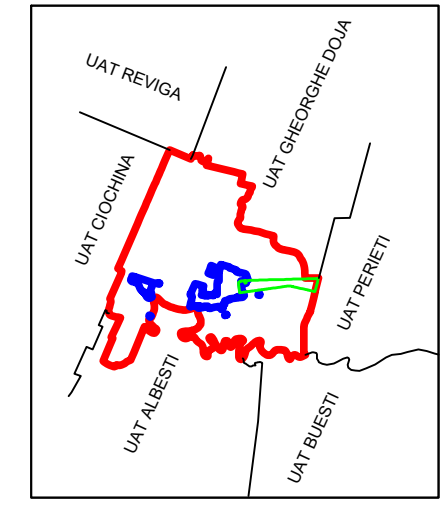 UAT REVIGA
UAT GHEORGHE DOJA
UAT CIOCHINA
UAT PERIETI
UAT ALBESTI
UAT BUESTI